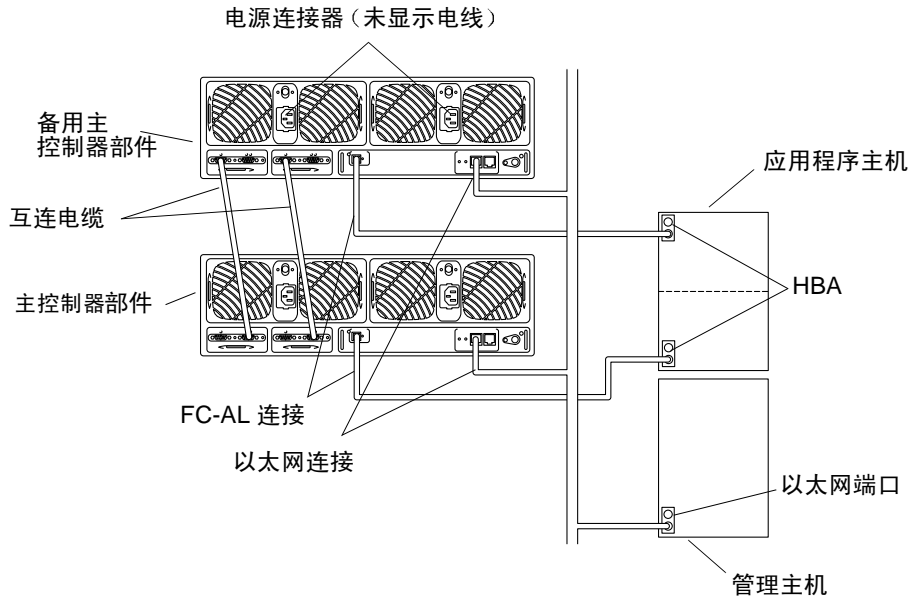 电源连接器（未显示电线）
备用主
控制器部件
应用程序主机
互连电缆
HBA
主控制器部件
FC-AL 连接
以太网连接
以太网端口
管理主机